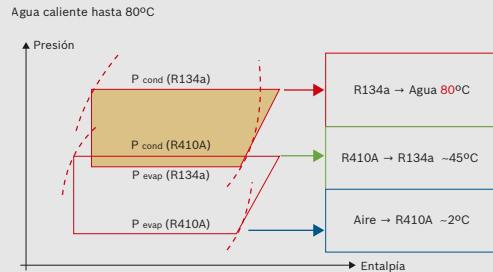 Agua caliente hasta 80ºC
Presión
P cond (R134a)
R134a → Agua 80ºC
P cond (R410A)
R410A → R134a ~45ºC
P evap (R134a)
P evap (R410A)
Aire → R410A ~2ºC
Entalpía